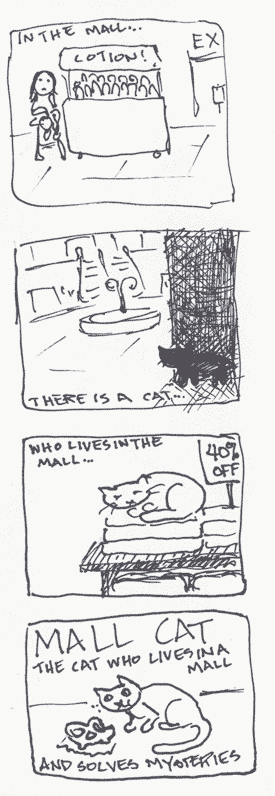 IN THE MALL...
EX
LOTION!
THERE IS A CAT...
WHO LIVES IN THE
MALL...
40%
OFF
MALL CAT
THE CAT WHO LIVES IN A
MALL
AND SOLVES MYSTERIES